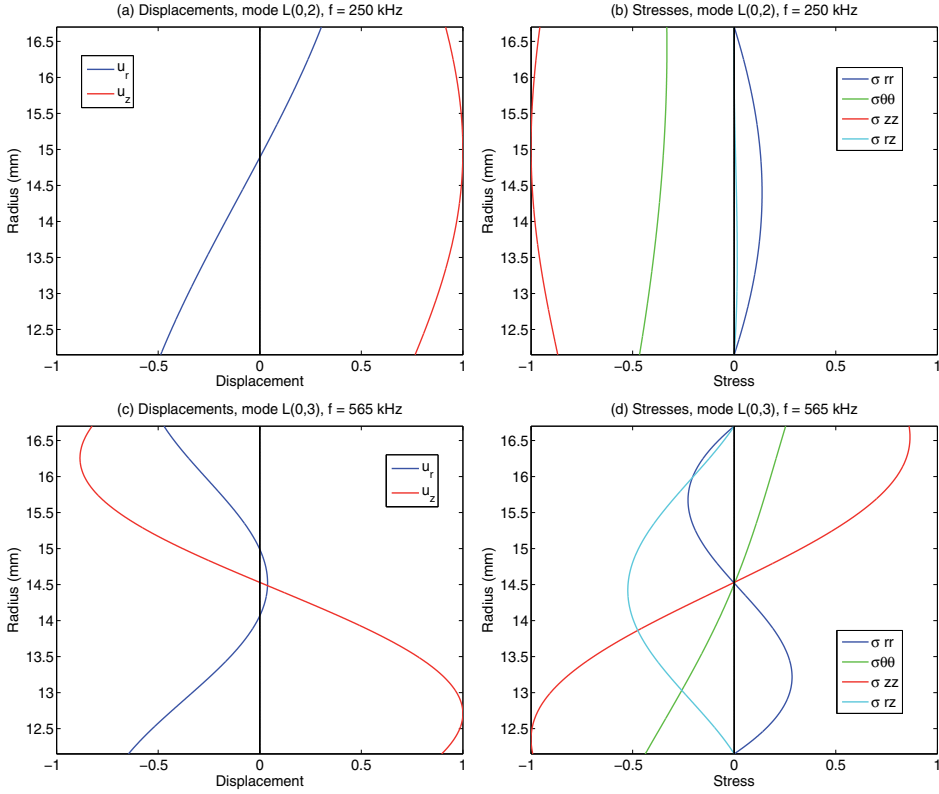 (a) Displacements, mode L(0,2), f = 250 kHz
16.5
16
15.5
15
14.5
14
13.5
13
12.5
Radius (mm)
u_r
u_z
-1
-0.5
0
0.5
1
Displacement
(b) Stresses, mode L(0,2), f = 250 kHz
16.5
16
15.5
15
14.5
14
13.5
13
12.5
Radius (mm)
σ rr
σθθ
σ zz
σ rz
-1
-0.5
0
0.5
1
Stress
(c) Displacements, mode L(0,3), f = 565 kHz
16.5
16
15.5
15
14.5
14
13.5
13
12.5
Radius (mm)
u_r
u_z
-1
-0.5
0
0.5
1
Displacement
(d) Stresses, mode L(0,3), f = 565 kHz
16.5
16
15.5
15
14.5
14
13.5
13
12.5
Radius (mm)
σ rr
σθθ
σ zz
σ rz
-1
-0.5
0
0.5
1
Stress